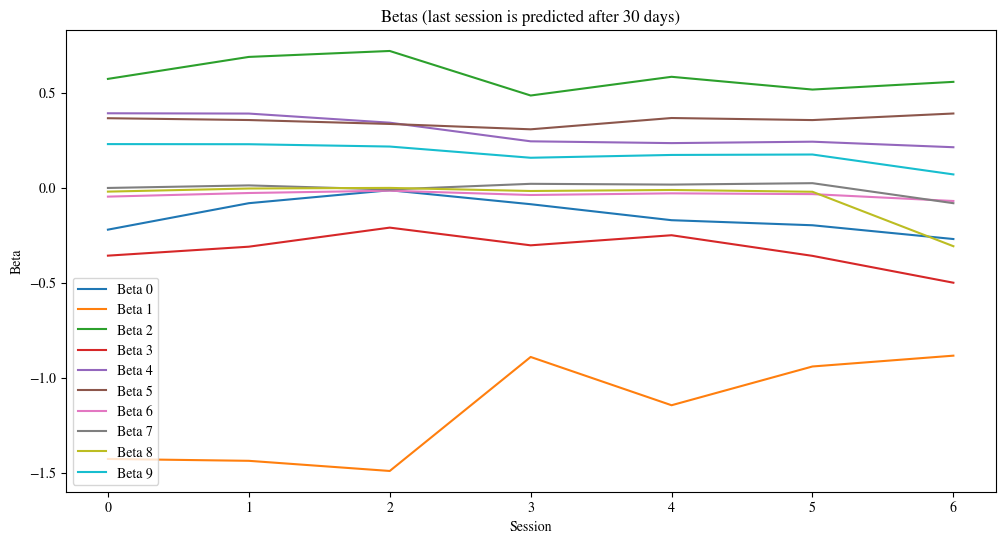 Betas (last session is predicted after 30 days)
0.5
0.0
−0.5
−1.0
−1.5
Beta
Beta 0
Beta 1
Beta 2
Beta 3
Beta 4
Beta 5
Beta 6
Beta 7
Beta 8
Beta 9
0 1 2 3 4 5 6
Session